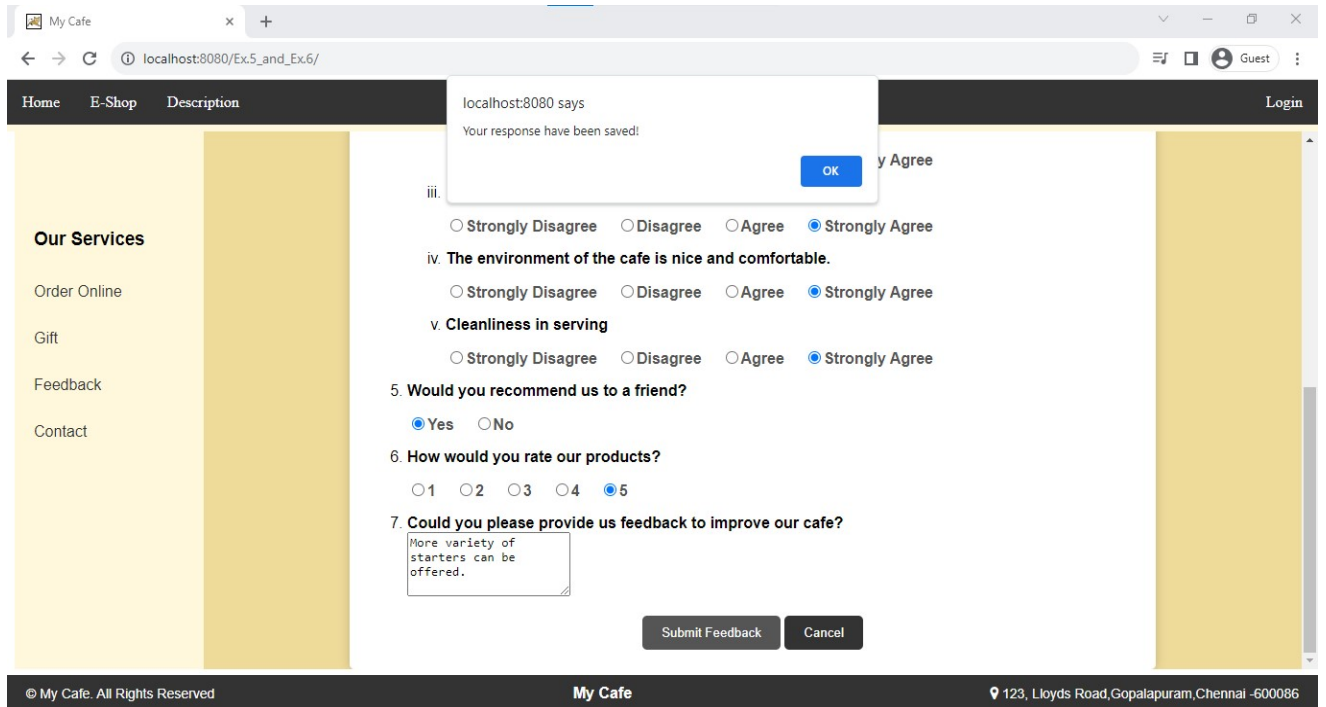 My Cafe
localhost:8080/Ex.5_and_Ex.6/
Guest
Home E-Shop Description Login
localhost:8080 says
Your response have been saved!
OK
y Agree
iii.
Strongly Disagree Disagree Agree Strongly Agree
iv. The environment of the cafe is nice and comfortable.
Strongly Disagree Disagree Agree Strongly Agree
v. Cleanliness in serving
Strongly Disagree Disagree Agree Strongly Agree
5. Would you recommend us to a friend?
Yes No
6. How would you rate our products?
1 2 3 4 5
7. Could you please provide us feedback to improve our cafe?
More variety of
starters can be
offered.
Submit Feedback Cancel
Our Services
Order Online
Gift
Feedback
Contact
© My Cafe. All Rights Reserved My Cafe 123, Lloyds Road,Gopalapuram,Chennai -600086